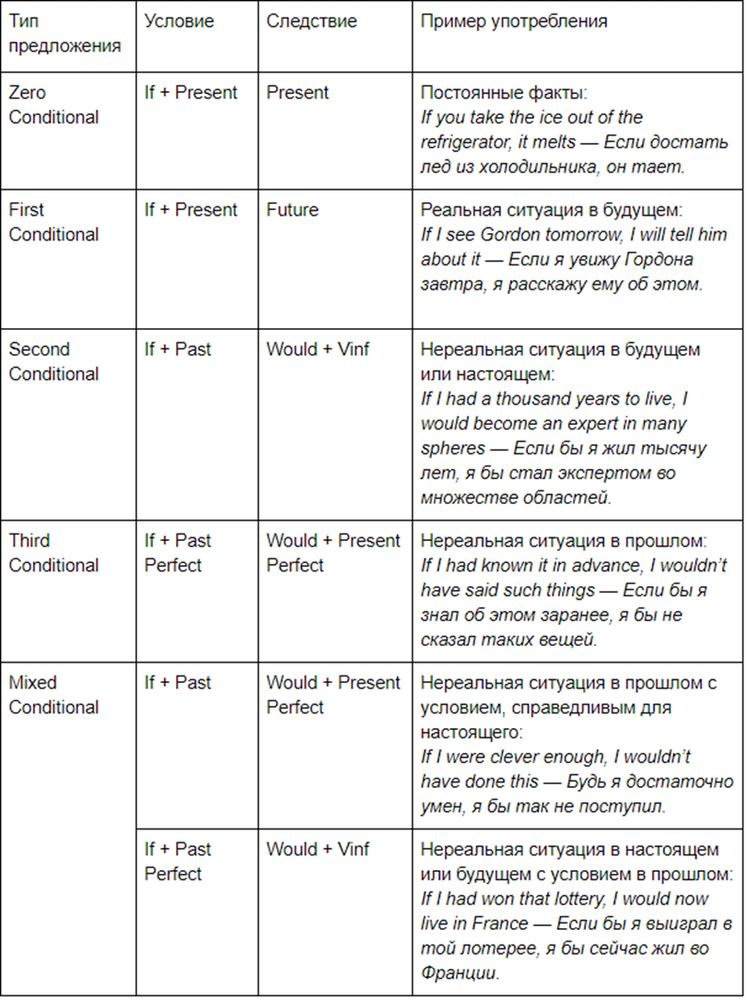 Тип
предложения
Условие
Следствие
Пример употребления
Zero
Conditional
If + Present
Present
Постоянные факты:
If you take the ice out of the
refrigerator, it melts — Если достать
лед из холодильника, он тает.
First
Conditional
If + Present
Future
Реальная ситуация в будущем:
If I see Gordon tomorrow, I will tell him
about it — Если я увижу Гордона
завтра, я расскажу ему об этом.
Second
Conditional
If + Past
Would + Vinf
Нереальная ситуация в будущем
или настоящем:
If I had a thousand years to live, I
would become an expert in many
spheres — Если бы я жил тысячу
лет, я бы стал экспертом во
множестве областей.
Third
Conditional
If + Past
Perfect
Would + Present
Perfect
Нереальная ситуация в прошлом:
If I had known it in advance, I wouldn’t
have said such things — Если бы я
знал об этом заранее, я бы не
сказал таких вещей.
Mixed
Conditional
If + Past
Would + Present
Perfect
Нереальная ситуация в прошлом с
условием, справедливым для
настоящего:
If I were clever enough, I wouldn’t
have done this — Будь я достаточно
умен, я бы так не поступил.
If + Past
Perfect
Would + Vinf
Нереальная ситуация в настоящем
или будущем с условием в прошлом:
If I had won that lottery, I would now
live in France — Если бы я выиграл в
той лотерее, я бы сейчас жил во
Франции.